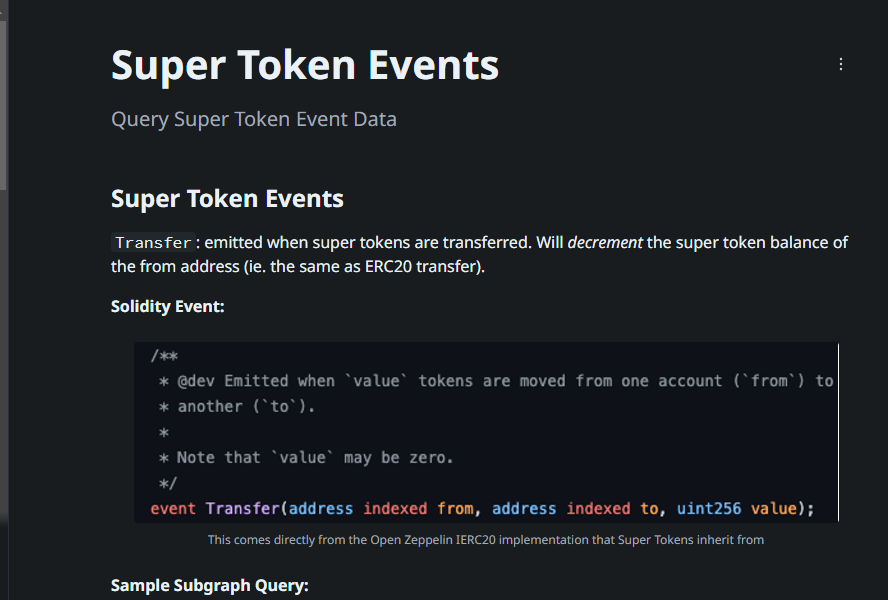 Super Token Events
Query Super Token Event Data
Super Token Events
Transfer: emitted when super tokens are transferred. Will decrement the super token balance of
the from address (ie. the same as ERC20 transfer).
Solidity Event:
/**
* @dev Emitted when `value` tokens are moved from one account (`from`) to
* another (`to`).
*
* Note that `value` may be zero.
*/
event Transfer(address indexed from, address indexed to, uint256 value);
This comes directly from the Open Zeppelin IERC20 implementation that Super Tokens inherit from
Sample Subgraph Query: